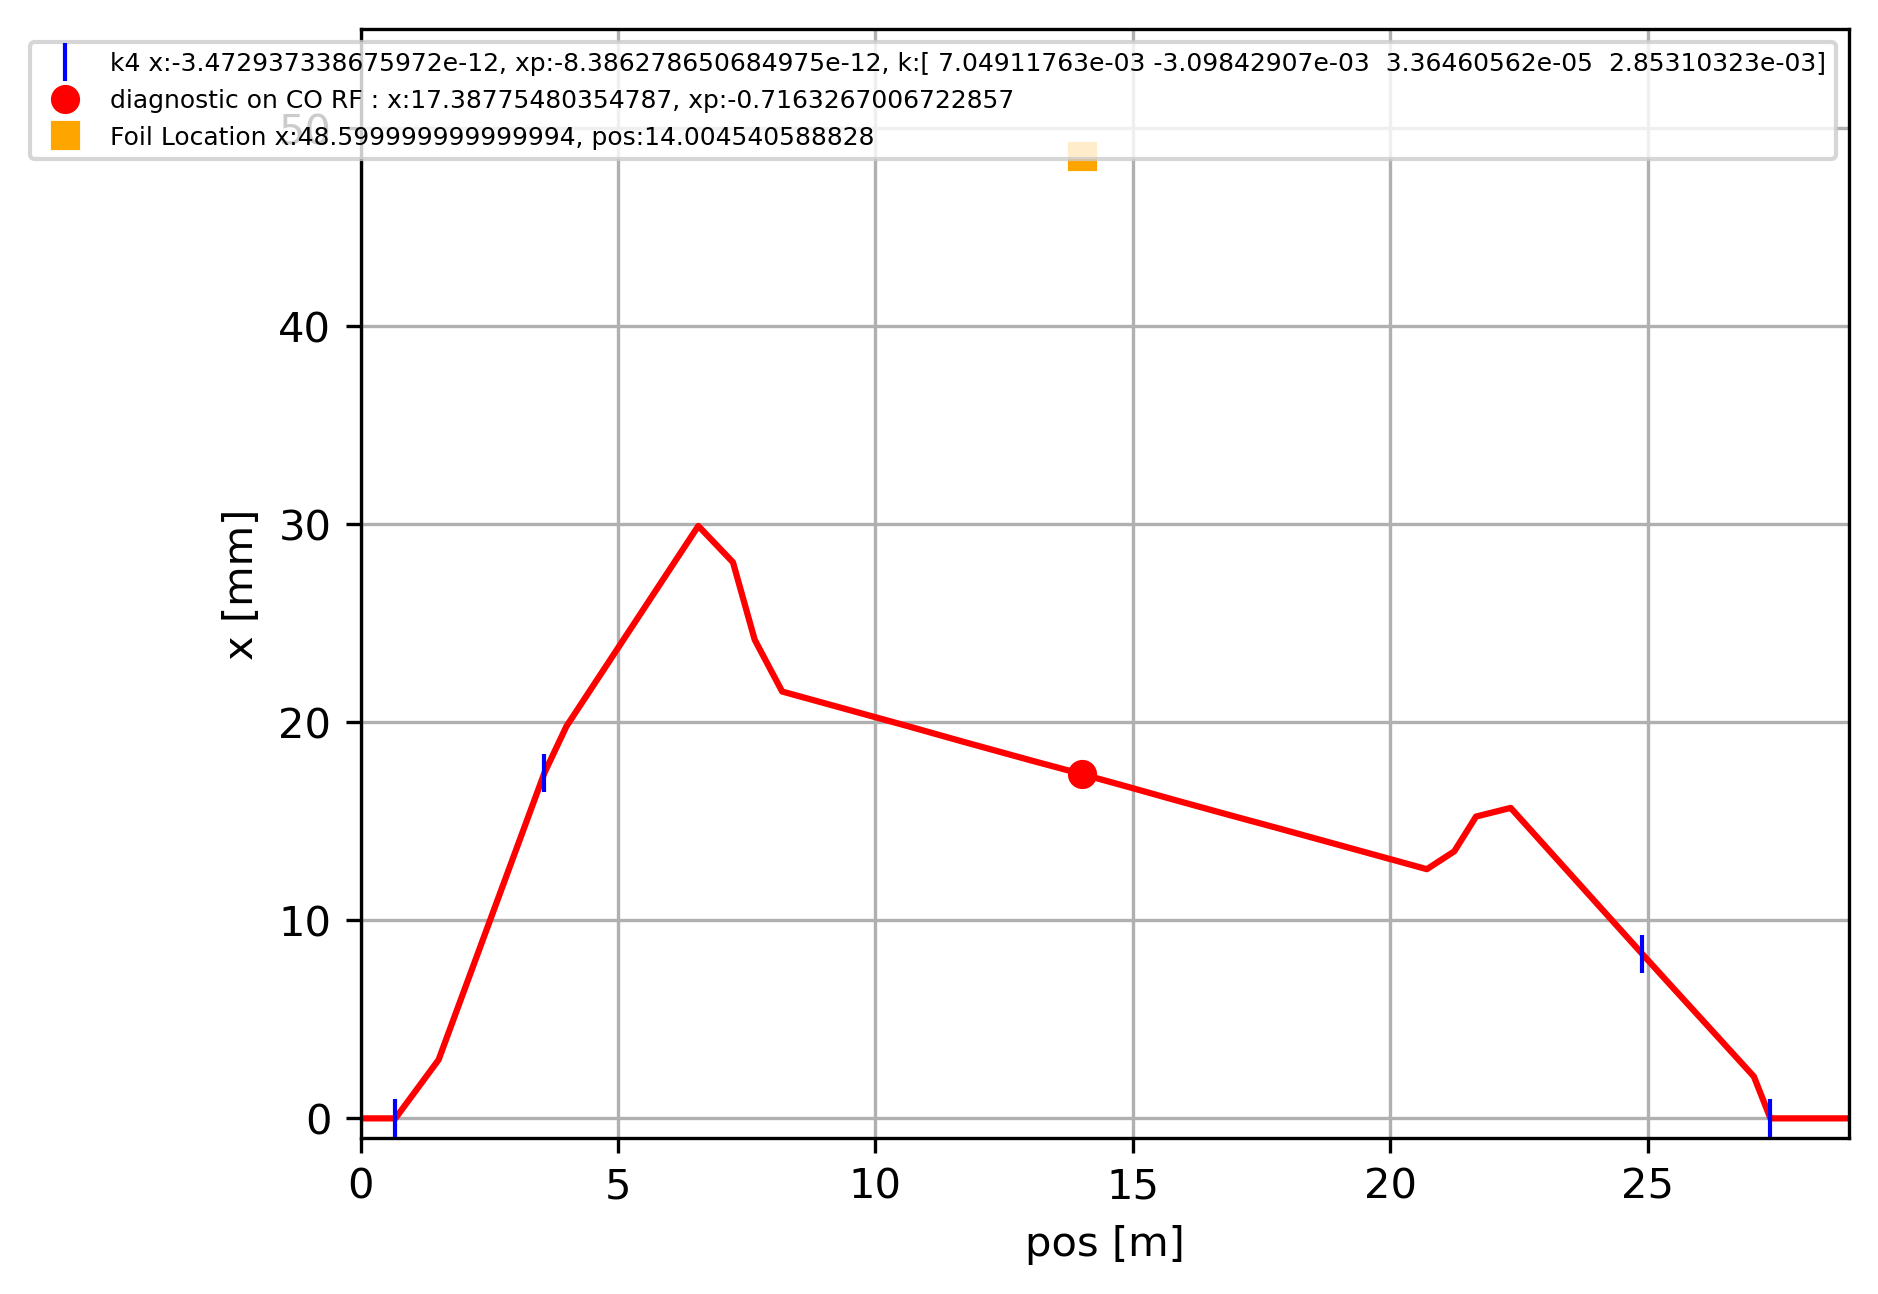 k4 x:-3.472937338675972e-12, xp:-8.386278650684975e-12, k:[ 7.04911763e-03 -3.09842907e-03  3.36460562e-05  2.85310323e-03]
diagnostic on CO RF : x:17.38775480354787, xp:-0.7163267006722857
Foil Location x:48.599999999999994, pos:14.004540588828
50
40
30
20
10
0
x [mm]
0 5 10 15 20 25
pos [m]